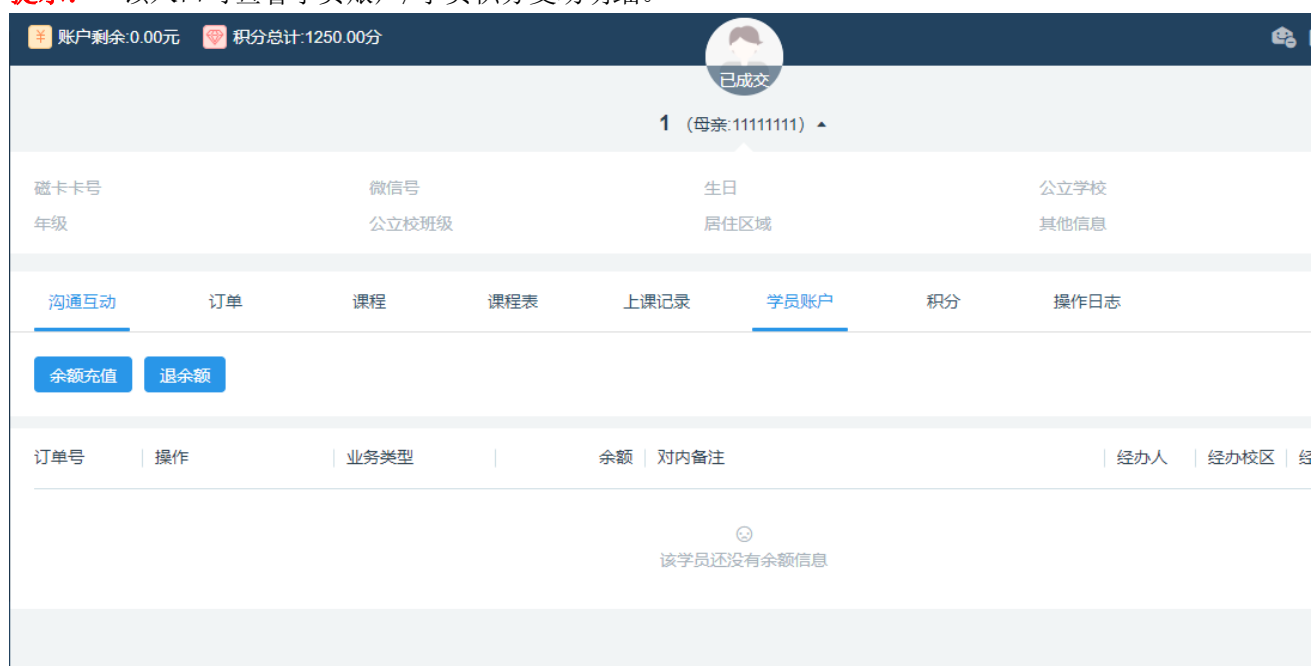 账户剩余:0.00元 积分总计:1250.00分
已成交
1 (母亲:11111111)
磁卡卡号 微信号 生日 公立学校
年级 公立校班级 居住区域 其他信息
沟通互动 订单 课程 课程表 上课记录 学员账户 积分 操作日志
余额充值 退余额
订单号 操作 业务类型 余额 对内备注 经办人 经办校区
该学员还没有余额信息